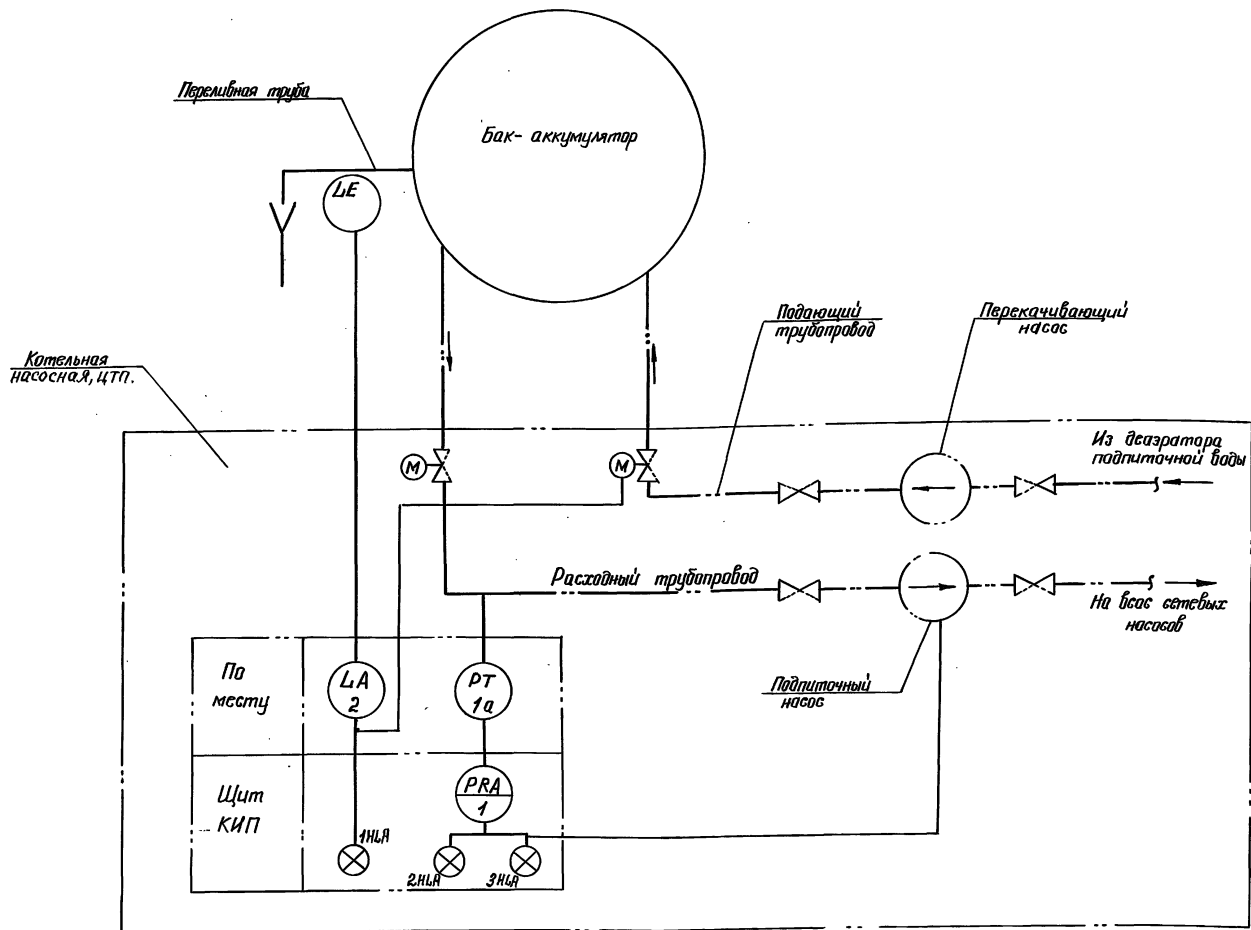 Переливная труба
Бак- аккумулятор
LE
Подающий
трубопровод
Перекачивающий
насос
Котельная
насосная, ЦТП.
Из деаэратора
подпиточной воды
М
М
Расходный трубопровод
На всас сетевых
насосов
По
месту
LA
2
PT
1а
Подпиточный
насос
Щит
КИП
PRA
1
1HLA
2HLA
3HLA